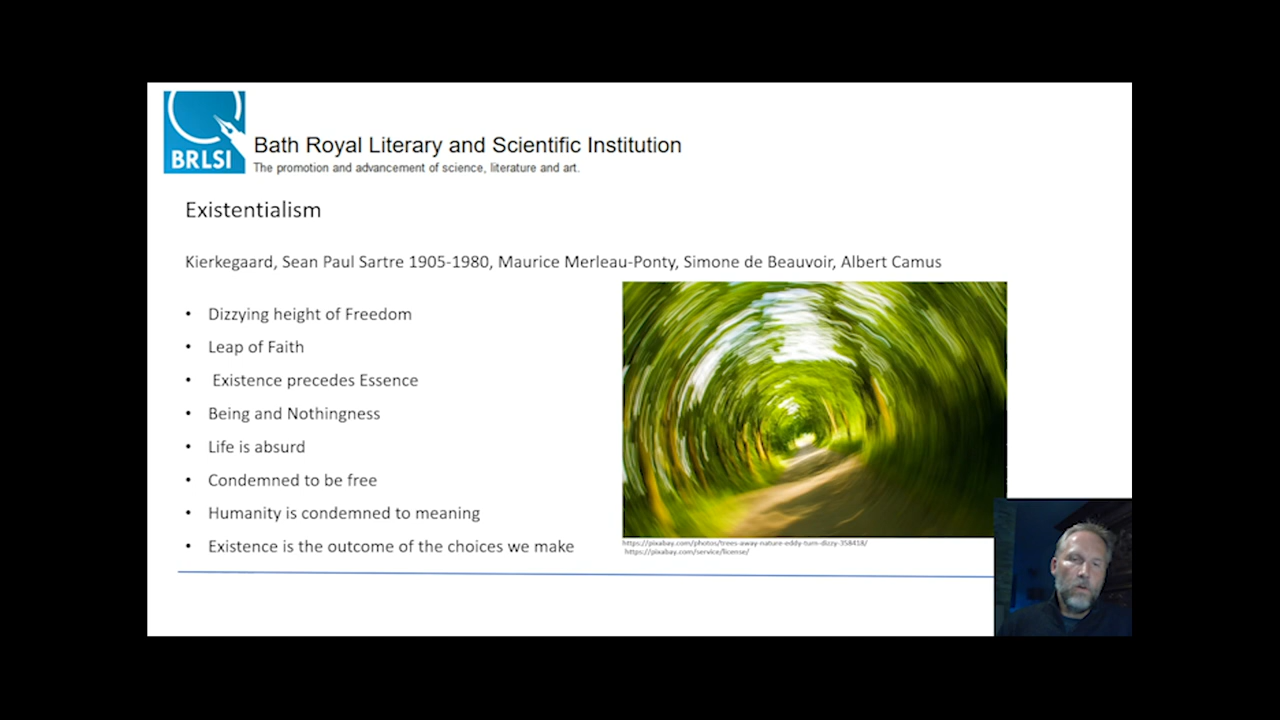 BRLSI
Bath Royal Literary and Scientific Institution
The promotion and advancement of science, literature and art.
Existentialism
Kierkegaard, Sean Paul Sartre 1905-1980, Maurice Merleau-Ponty, Simone de Beauvoir, Albert Camus
• Dizzying height of Freedom
• Leap of Faith
• Existence precedes Essence
• Being and Nothingness
• Life is absurd
• Condemned to be free
• Humanity is condemned to meaning
• Existence is the outcome of the choices we make
https://pixabay.com/photos/trees-away-nature-eddy-turn-dizzy-358418/
https://pixabay.com/service/license/